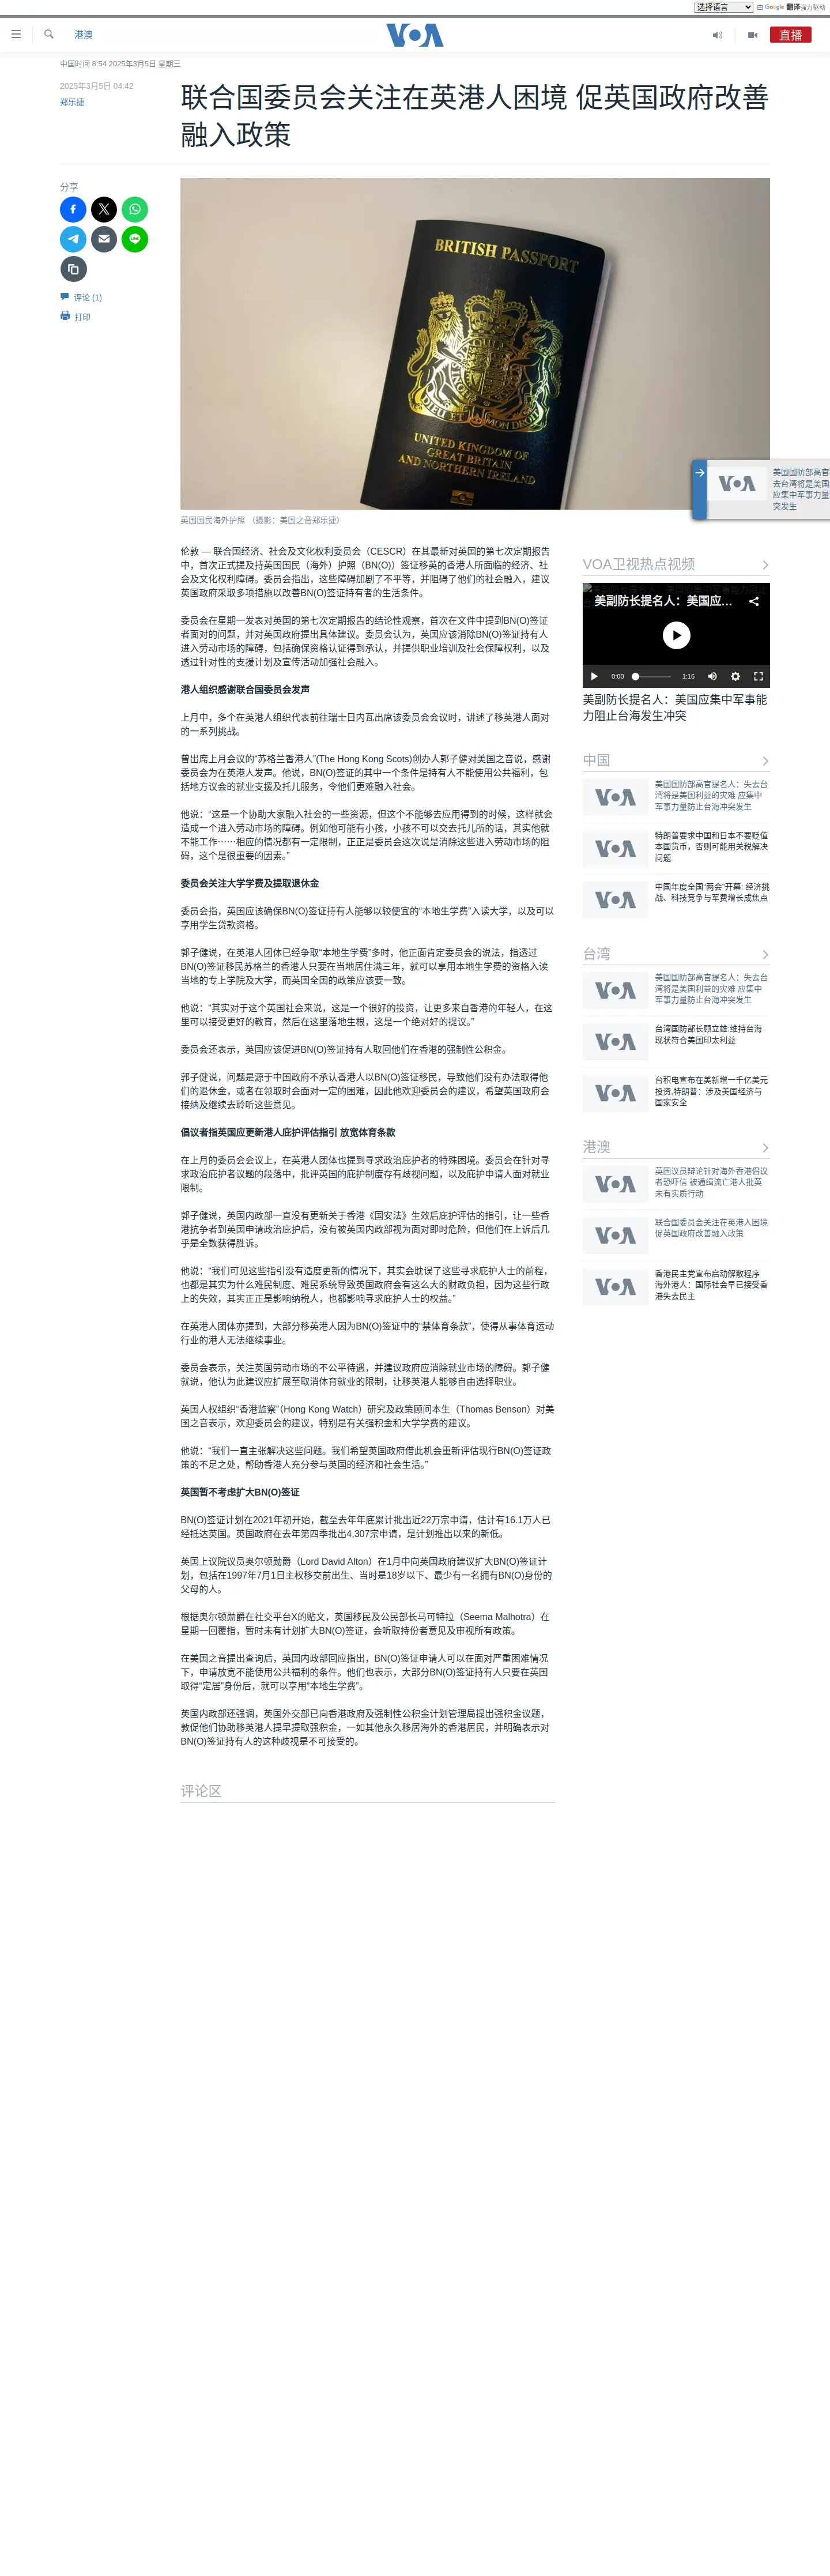 选择语言
由 Google 翻译强力驱动
港澳
VOA
直播
中国时间 8:54 2025年3月5日 星期三
2025年3月5日 04:42
郑乐捷
联合国委员会关注在英港人困境 促英国政府改善
融入政策
分享
评论 (1)
打印
BRITISH PASSPORT
DIEU ET MON DROIT
UNITED KINGDOM OF
GREAT BRITAIN
AND NORTHERN IRELAND
英国国民海外护照 （摄影：美国之音郑乐捷）
VOA
美国国防部高官
去台湾将是美国
应集中军事力量
突发生
伦敦 — 联合国经济、社会及文化权利委员会（CESCR）在其最新对英国的第七次定期报告
中，首次正式提及持英国国民（海外）护照（BN(O)）签证移英的香港人所面临的经济、社
会及文化权利障碍。委员会指出，这些障碍加剧了不平等，并阻碍了他们的社会融入，建议
英国政府采取多项措施以改善BN(O)签证持有者的生活条件。
委员会在星期一发表对英国的第七次定期报告的结论性观察，首次在文件中提到BN(O)签证
者面对的问题，并对英国政府提出具体建议。委员会认为，英国应该消除BN(O)签证持有人
进入劳动市场的障碍，包括确保资格认证得到承认，并提供职业培训及社会保障权利，以及
透过针对性的支援计划及宣传活动加强社会融入。
港人组织感谢联合国委员会发声
上月中，多个在英港人组织代表前往瑞士日内瓦出席该委员会会议时，讲述了移英港人面对
的一系列挑战。
曾出席上月会议的“苏格兰香港人”(The Hong Kong Scots)创办人郭子健对美国之音说，感谢
委员会为在英港人发声。他说，BN(O)签证的其中一个条件是持有人不能使用公共福利，包
括地方议会的就业支援及托儿服务，令他们更难融入社会。
他说：“这是一个协助大家融入社会的一些资源，但这个不能够去应用得到的时候，这样就会
造成一个进入劳动市场的障碍。例如他可能有小孩，小孩不可以交去托儿所的话，其实他就
不能工作⋯⋯相应的情况都有一定限制，正正是委员会这次说是消除这些进入劳动市场的阻
碍，这个是很重要的因素。”
委员会关注大学学费及提取退休金
委员会指，英国应该确保BN(O)签证持有人能够以较便宜的“本地生学费”入读大学，以及可以
享用学生贷款资格。
郭子健说，在英港人团体已经争取“本地生学费”多时，他正面肯定委员会的说法，指透过
BN(O)签证移民苏格兰的香港人只要在当地居住满三年，就可以享用本地生学费的资格入读
当地的专上学院及大学，而英国全国的政策应该要一致。
他说：“其实对于这个英国社会来说，这是一个很好的投资，让更多来自香港的年轻人，在这
里可以接受更好的教育，然后在这里落地生根，这是一个绝对好的提议。”
委员会还表示，英国应该促进BN(O)签证持有人取回他们在香港的强制性公积金。
郭子健说，问题是源于中国政府不承认香港人以BN(O)签证移民，导致他们没有办法取得他
们的退休金，或者在领取时会面对一定的困难，因此他欢迎委员会的建议，希望英国政府会
接纳及继续去聆听这些意见。
倡议者指英国应更新港人庇护评估指引 放宽体育条款
在上月的委员会会议上，在英港人团体也提到寻求政治庇护者的特殊困境。委员会在针对寻
求政治庇护者议题的段落中，批评英国的庇护制度存有歧视问题，以及庇护申请人面对就业
限制。
郭子健说，英国内政部一直没有更新关于香港《国安法》生效后庇护评估的指引，让一些香
港抗争者到英国申请政治庇护后，没有被英国内政部视为面对即时危险，但他们在上诉后几
乎是全数获得胜诉。
他说：“我们可见这些指引没有适度更新的情况下，其实会耽误了这些寻求庇护人士的前程，
也都是其实为什么难民制度、难民系统导致英国政府会有这么大的财政负担，因为这些行政
上的失效，其实正正是影响纳税人，也都影响寻求庇护人士的权益。”
在英港人团体亦提到，大部分移英港人因为BN(O)签证中的“禁体育条款”，使得从事体育运动
行业的港人无法继续事业。
委员会表示，关注英国劳动市场的不公平待遇，并建议政府应消除就业市场的障碍。郭子健
就说，他认为此建议应扩展至取消体育就业的限制，让移英港人能够自由选择职业。
英国人权组织“香港监察”（Hong Kong Watch）研究及政策顾问本生（Thomas Benson）对美
国之音表示，欢迎委员会的建议，特别是有关强积金和大学学费的建议。
他说：“我们一直主张解决这些问题。我们希望英国政府借此机会重新评估现行BN(O)签证政
策的不足之处，帮助香港人充分参与英国的经济和社会生活。”
英国暂不考虑扩大BN(O)签证
BN(O)签证计划在2021年初开始，截至去年年底累计批出近22万宗申请，估计有16.1万人已
经抵达英国。英国政府在去年第四季批出4,307宗申请，是计划推出以来的新低。
英国上议院议员奥尔顿勋爵（Lord David Alton）在1月中向英国政府建议扩大BN(O)签证计
划，包括在1997年7月1日主权移交前出生、当时是18岁以下、最少有一名拥有BN(O)身份的
父母的人。
根据奥尔顿勋爵在社交平台X的贴文，英国移民及公民部长马可特拉（Seema Malhotra）在
星期一回覆指，暂时未有计划扩大BN(O)签证，会听取持份者意见及审视所有政策。
在美国之音提出查询后，英国内政部回应指出，BN(O)签证申请人可以在面对严重困难情况
下，申请放宽不能使用公共福利的条件。他们也表示，大部分BN(O)签证持有人只要在英国
取得“定居”身份后，就可以享用“本地生学费”。
英国内政部还强调，英国外交部已向香港政府及强制性公积金计划管理局提出强积金议题，
敦促他们协助移英港人提早提取强积金，一如其他永久移居海外的香港居民，并明确表示对
BN(O)签证持有人的这种歧视是不可接受的。
评论区
VOA卫视热点视频
美副防长提名人：美国应...
0:00
1:16
美副防长提名人：美国应集中军事能
力阻止台海发生冲突
中国
VOA
美国国防部高官提名人：失去台
湾将是美国利益的灾难 应集中
军事力量防止台海冲突发生
VOA
特朗普要求中国和日本不要贬值
本国货币，否则可能用关税解决
问题
VOA
中国年度全国“两会”开幕: 经济挑
战、科技竞争与军费增长成焦点
台湾
VOA
美国国防部高官提名人：失去台
湾将是美国利益的灾难 应集中
军事力量防止台海冲突发生
VOA
台湾国防部长顾立雄:维持台海
现状符合美国印太利益
VOA
台积电宣布在美新增一千亿美元
投资,特朗普：涉及美国经济与
国家安全
港澳
VOA
英国议员辩论针对海外香港倡议
者恐吓信 被通缉流亡港人批英
未有实质行动
VOA
联合国委员会关注在英港人困境
促英国政府改善融入政策
VOA
香港民主党宣布启动解散程序
海外港人：国际社会早已接受香
港失去民主